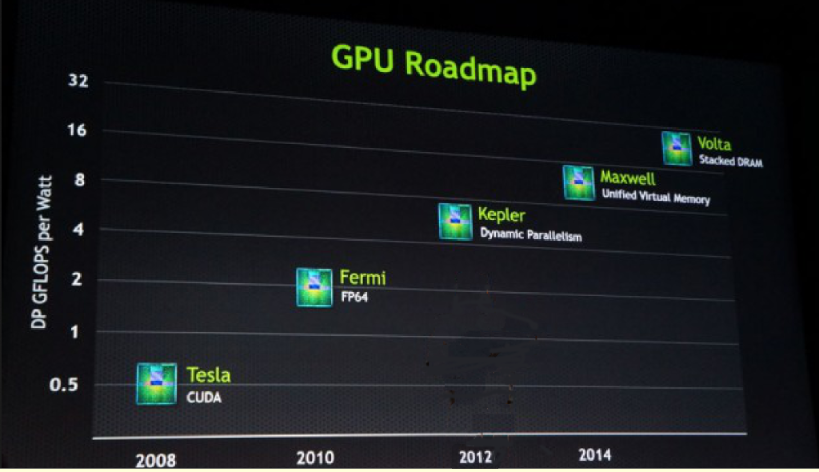 GPU Roadmap
32
16
8
4
2
1
0.5
DP GFLOPS per Watt
Volta
Stacked DRAM
Maxwell
Unified Virtual Memory
Kepler
Dynamic Parallelism
Fermi
FP64
Tesla
CUDA
2008
2010
2012
2014